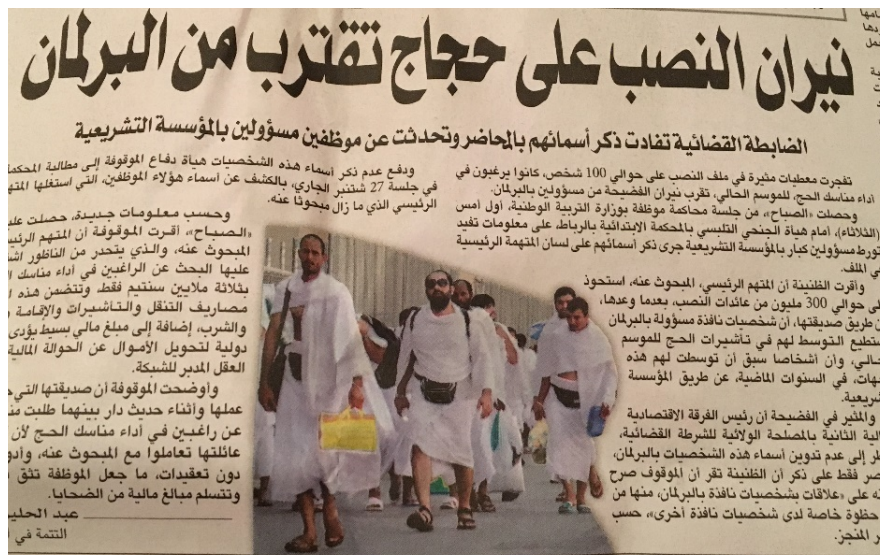 نيران النصب على حجاج تقترب من البرلمان
الضابطة القضائية تفادت ذكر أسمائهم بالمحاضر وتحدثت عن موظفين مسؤولين بالمؤسسة التشريعية
تفجرت معطيات مثيرة في ملف النصب على حوالي 100 شخص، كانوا يرغبون في
أداء مناسك الحج، للموسم الحالي، تقرب نيران الفضيحة من مسؤولين بالبرلمان.
وحصلت «الصباح»، من جلسة محاكمة موظفة بوزارة التربية الوطنية، أول أمس
(الثلاثاء)، أمام هيأة الجنحي التلبسي بالمحكمة الابتدائية بالرباط، على معلومات تفيد
تورط مسؤولين كبار بالمؤسسة التشريعية جرى ذكر أسمائهم على لسان المتهمة الرئيسية
في الملف.
وأقرت الظنينة أن المتهم الرئيسي، المبحوث عنه، استحوذ
على حوالي 300 مليون من عائدات النصب، بعدما وعدها،
عن طريق صديقتها، أن شخصيات نافذة مسؤولة بالبرلمان
تستطيع التوسط لهم في تأشيرات الحج للموسم
الحالي، وأن أشخاصا سبق أن توسطت لهم هذه
في السنوات الماضية، عن طريق المؤسسة
التشريعية.
والمثير في الفضيحة أن رئيس الفرقة الاقتصادية
والمالية الثانية بالمصلحة الولائية للشرطة القضائية،
إلى عدم تدوين أسماء هذه الشخصيات بالبرلمان،
فقط على ذكر أن الظنينة تقر أن الموقوف صرح
على «علاقات بشخصيات نافذة بالبرلمان، منها من
حظوة خاصة لدى شخصيات نافذة أخرى»، حسب
المنجز.
ودفع عدم ذكر أسماء هذه الشخصيات هيأة دفاع الموقوفة إلى مطالبة المحكمة
في جلسة 27 شتنبر الجاري، بالكشف عن أسماء هؤلاء الموظفين، التي استغلها المتهم
الرئيسي الذي ما زال مبحوثا عنه.
وحسب معلومات جديدة، حصلت عليها
«الصباح»، أقرت الموقوفة أن المتهم الرئيسي
المبحوث عنه، والذي يتحدر من الناظور
عليها البحث عن الراغبين في أداء مناسك
بثلاثة ملايين سنتيم فقط، وتتضمن هذه
مصاريف التنقل والتأشيرات والإقامة
والشرب، إضافة إلى مبلغ مالي بسيط يؤدى
دولية لتحويل الأموال عن الحوالة المالية
العقل المدبر للشبكة.
وأوضحت الموقوفة أن صديقتها التي
عملها وأثناء حديث دار بينهما طلبت
عن راغبين في أداء مناسك الحج لأن
عائلتها تعاملوا مع المبحوث عنه،
دون تعقيدات، ما جعل الموظفة تثق
وتتسلم مبالغ مالية من الضحايا.
عبد الحليم
التتمة في